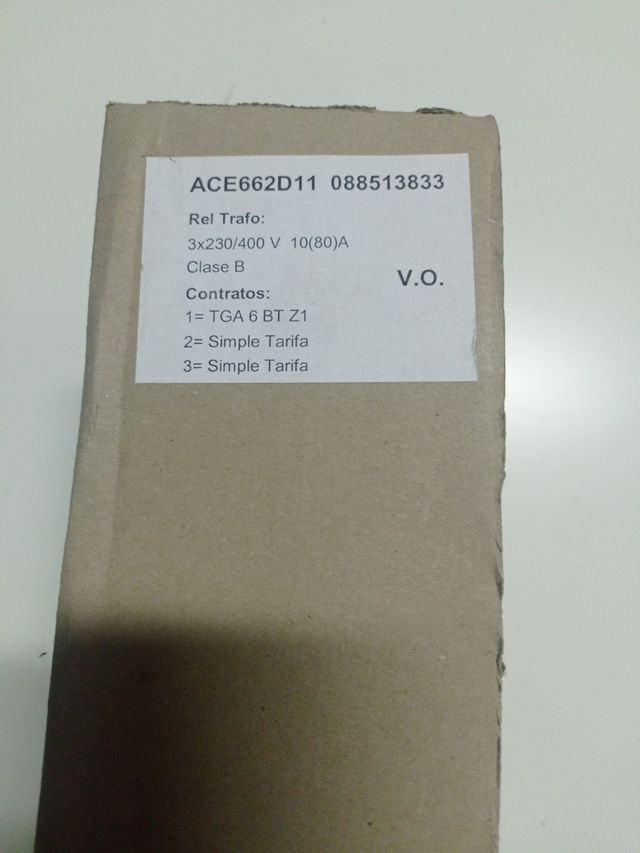 ACE662D11 088513833
Rel Trafo:
3x230/400 V 10(80)A
Clase B
V.O.
Contratos:
1= TGA 6 BT Z1
2= Simple Tarifa
3= Simple Tarifa